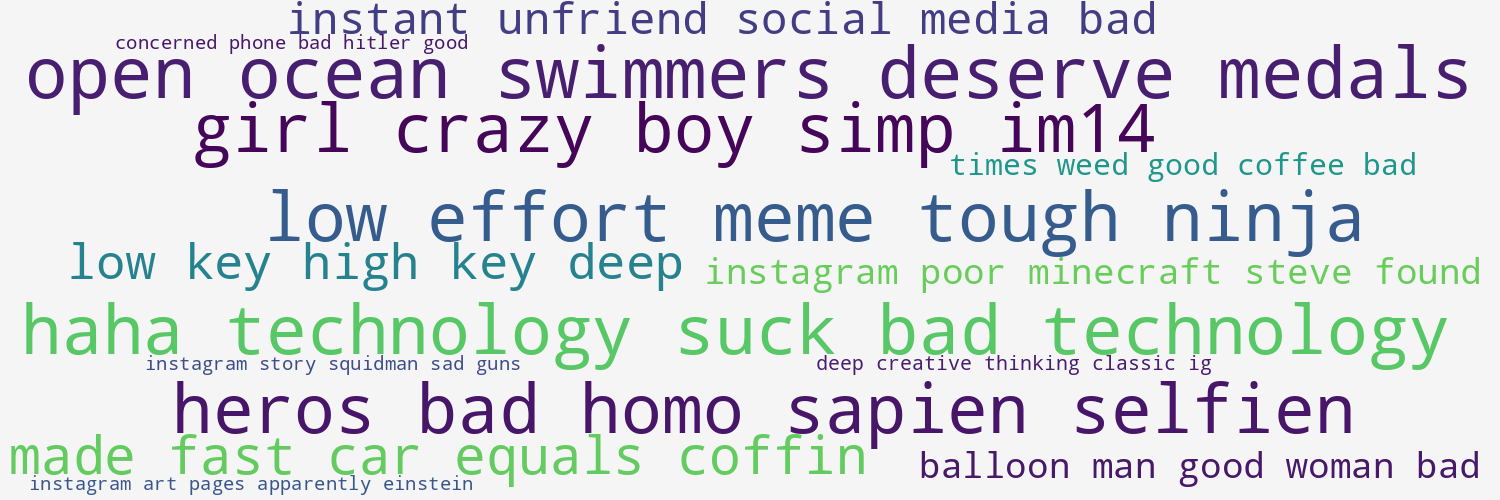 instant unfriend social media bad
concerned phone bad hitler good
open ocean swimmers deserve medals
girl crazy boy simp im14
times weed good coffee bad
low effort meme tough ninja
low key high key deep
instagram poor minecraft steve found
haha technology suck bad technology
instagram story squidman sad guns
deep creative thinking classic ig
heros bad homo sapien selfien
made fast car equals coffin
balloon man good woman bad
instagram art pages apparently einstein